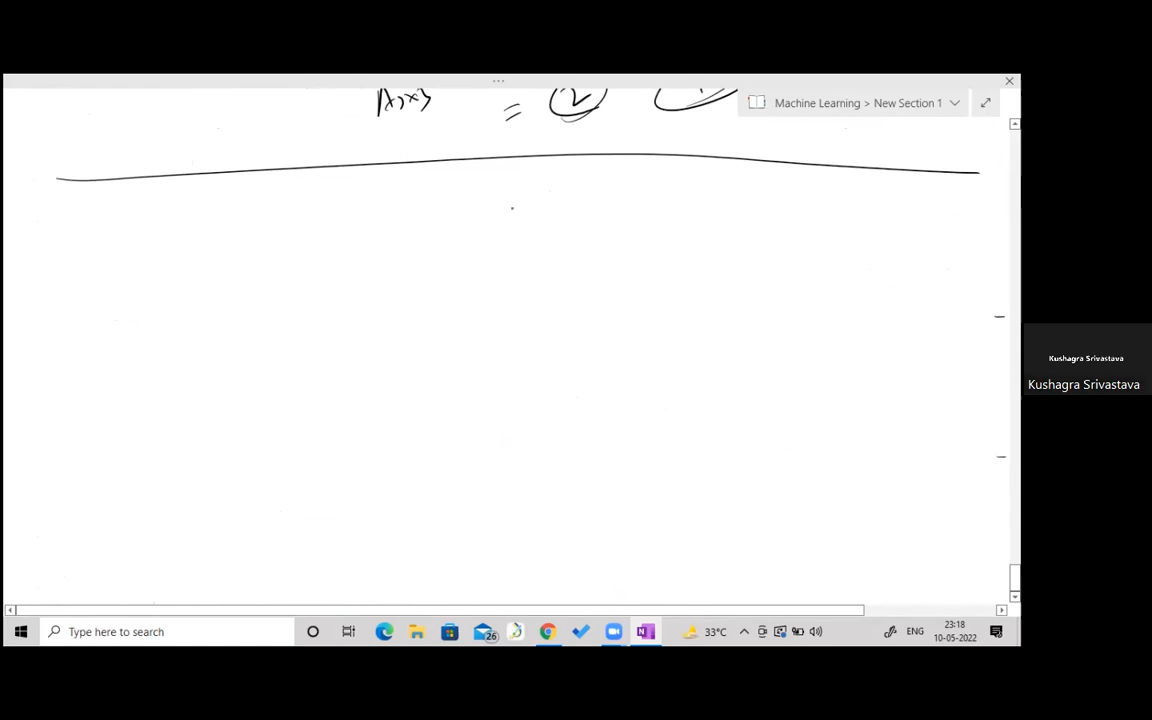 =
Machine Learning > New Section 1
Kushagra Srivastava
Kushagra Srivastava
Type here to search
26
33°C
ENG
23:18
10-05-2022